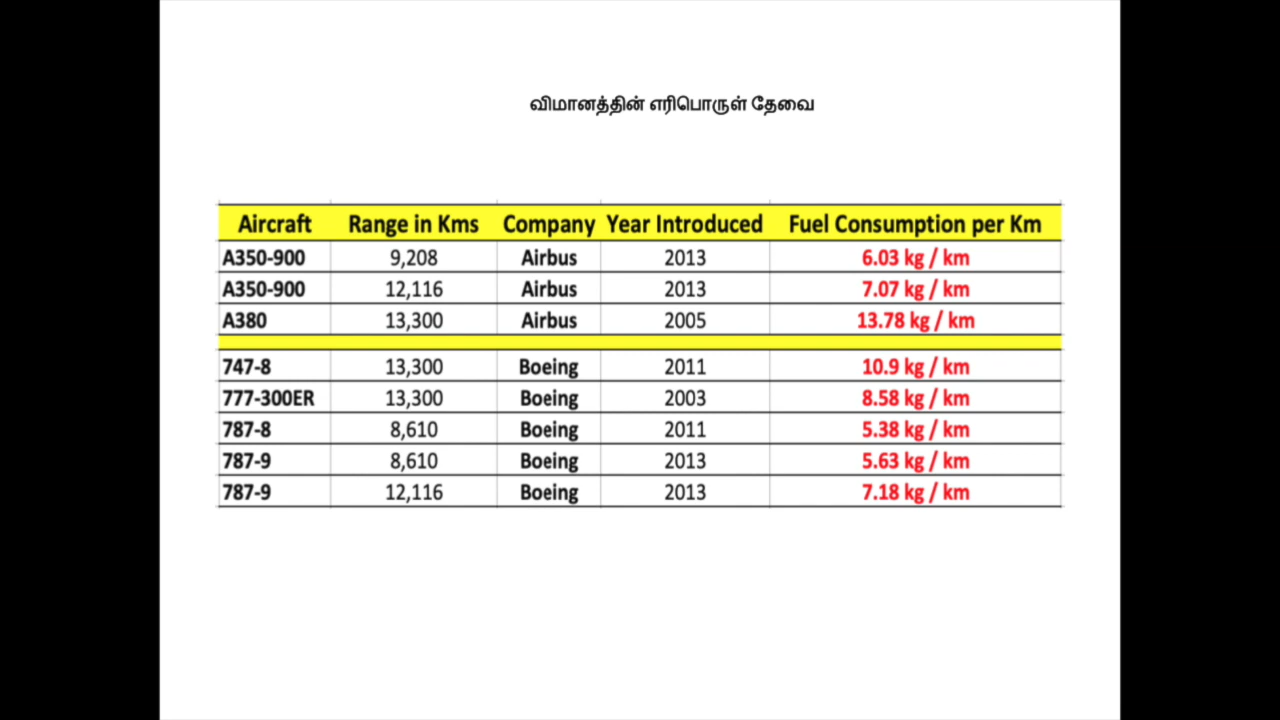 விமானத்தின் எரிபொருள் தேவை
Aircraft Range in Kms Company Year Introduced Fuel Consumption per Km
A350-900 9,208 Airbus 2013 6.03 kg / km
A350-900 12,116 Airbus 2013 7.07 kg / km
A380 13,300 Airbus 2005 13.78 kg / km
747-8 13,300 Boeing 2011 10.9 kg / km
777-300ER 13,300 Boeing 2003 8.58 kg / km
787-8 8,610 Boeing 2011 5.38 kg / km
787-9 8,610 Boeing 2013 5.63 kg / km
787-9 12,116 Boeing 2013 7.18 kg / km